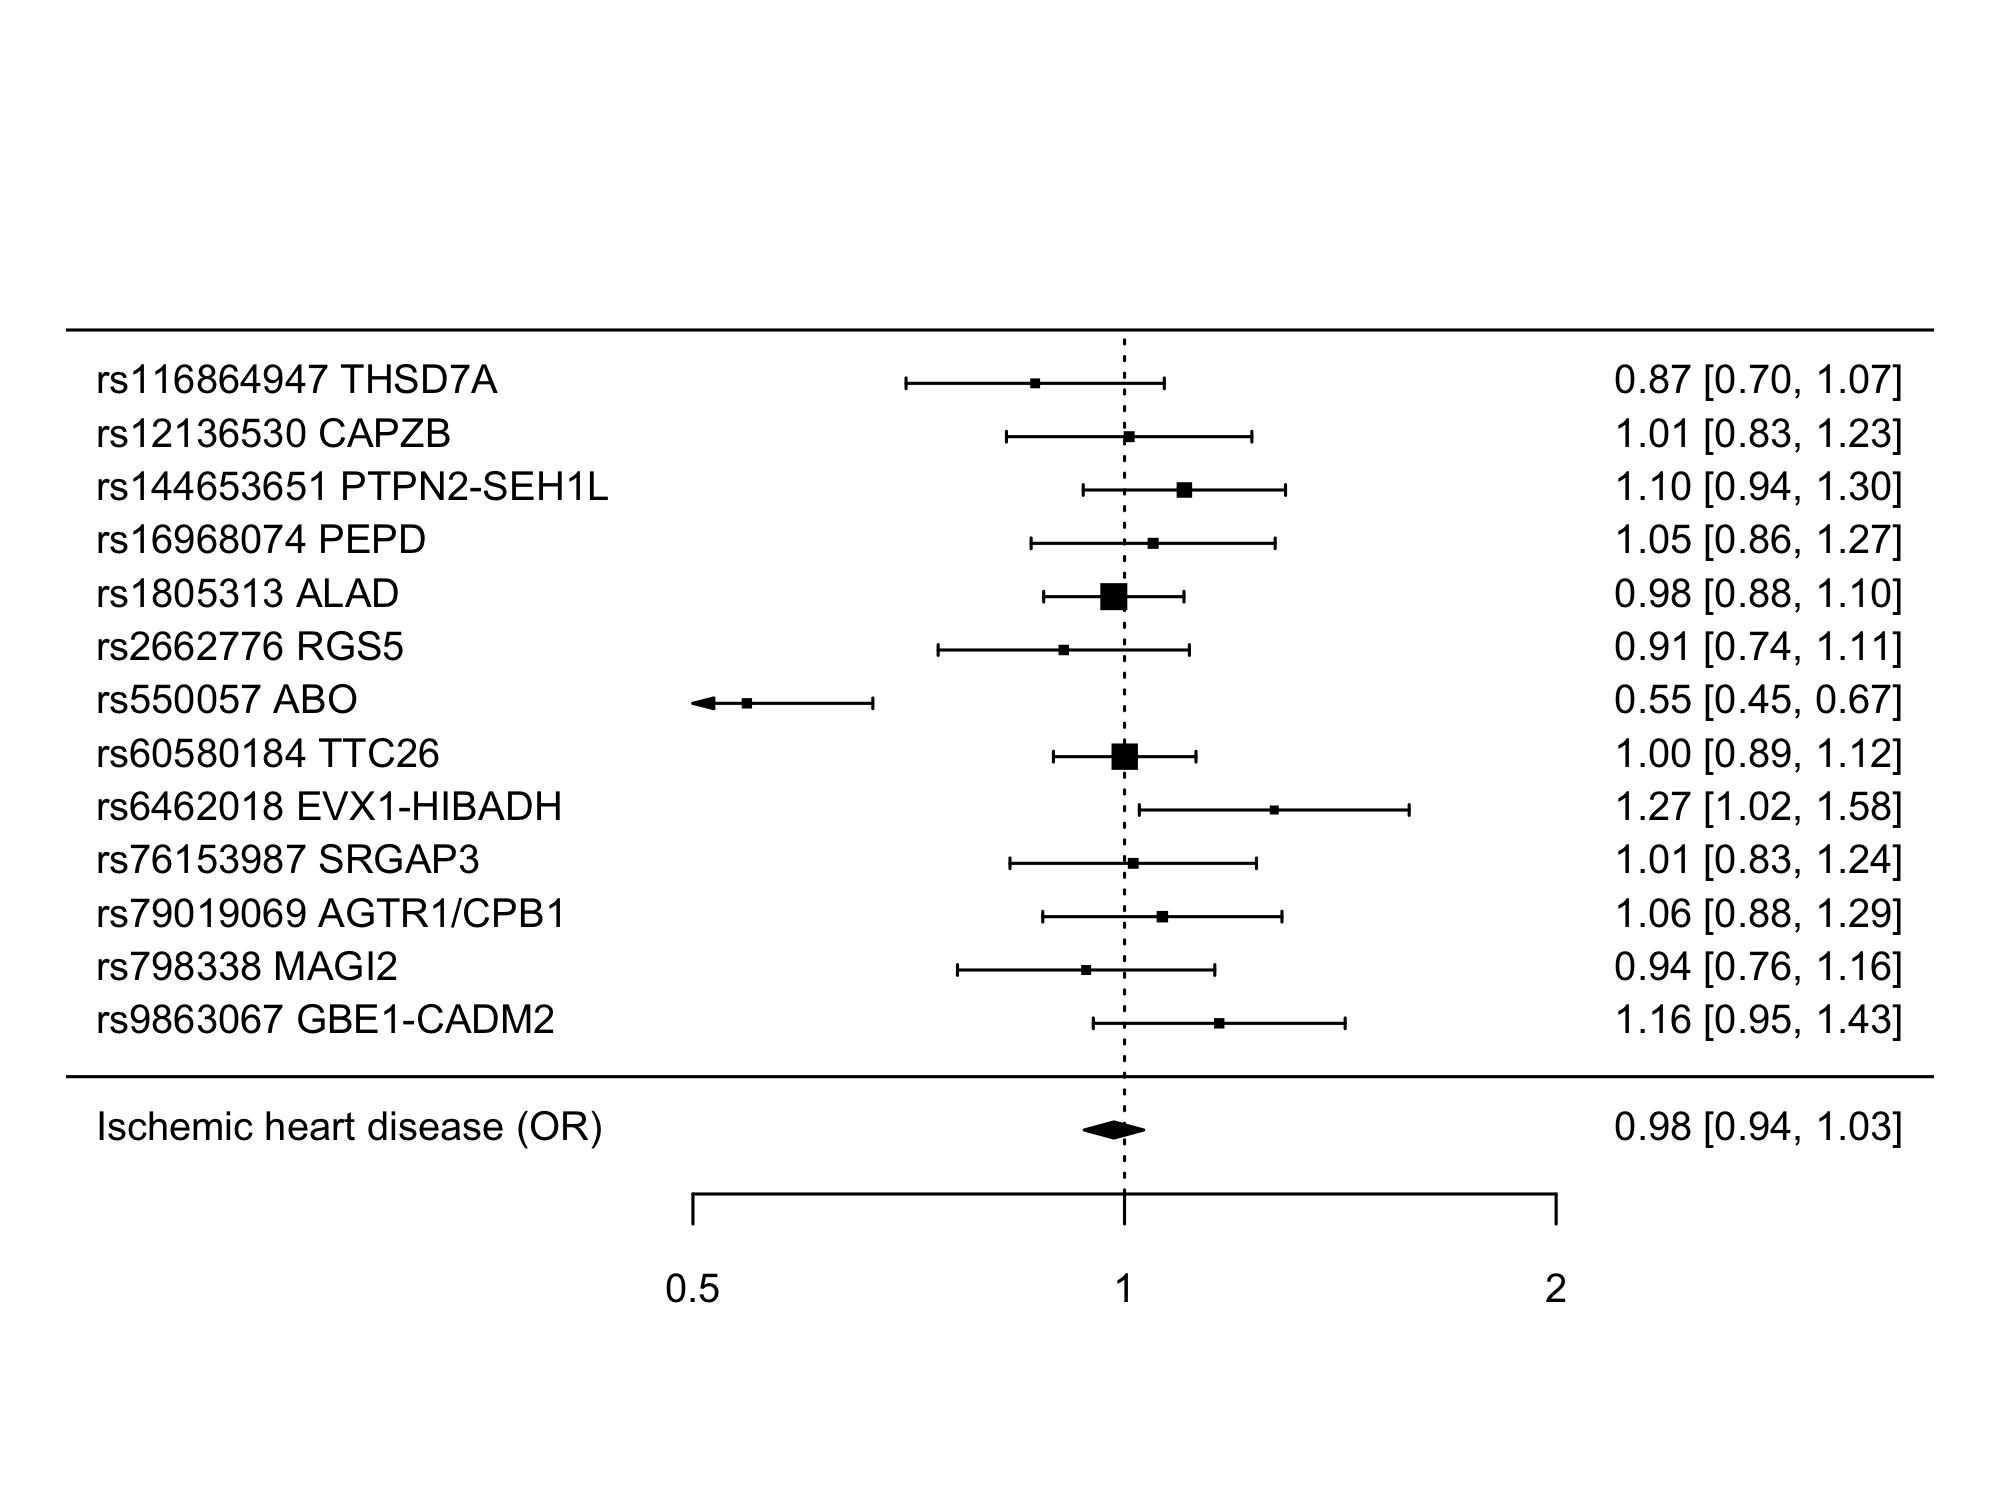 rs116864947 THSD7A 0.87 [0.70, 1.07]
rs12136530 CAPZB 1.01 [0.83, 1.23]
rs144653651 PTPN2-SEH1L 1.10 [0.94, 1.30]
rs16968074 PEPD 1.05 [0.86, 1.27]
rs1805313 ALAD 0.98 [0.88, 1.10]
rs2662776 RGS5 0.91 [0.74, 1.11]
rs550057 ABO 0.55 [0.45, 0.67]
rs60580184 TTC26 1.00 [0.89, 1.12]
rs6462018 EVX1-HIBADH 1.27 [1.02, 1.58]
rs76153987 SRGAP3 1.01 [0.83, 1.24]
rs79019069 AGTR1/CPB1 1.06 [0.88, 1.29]
rs798338 MAGI2 0.94 [0.76, 1.16]
rs9863067 GBE1-CADM2 1.16 [0.95, 1.43]
Ischemic heart disease (OR) 0.98 [0.94, 1.03]
0.5 1 2